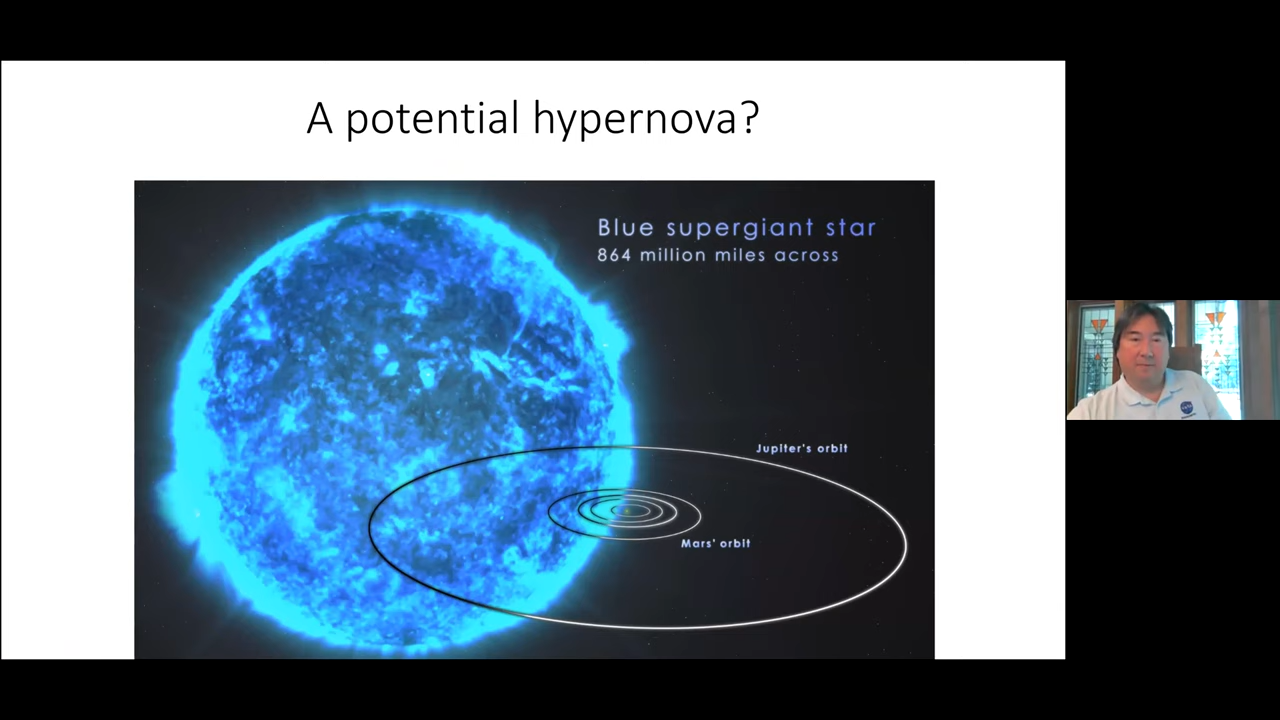 A potential hypernova?
Blue supergiant star
864 million miles across
Jupiter's orbit
Mars' orbit